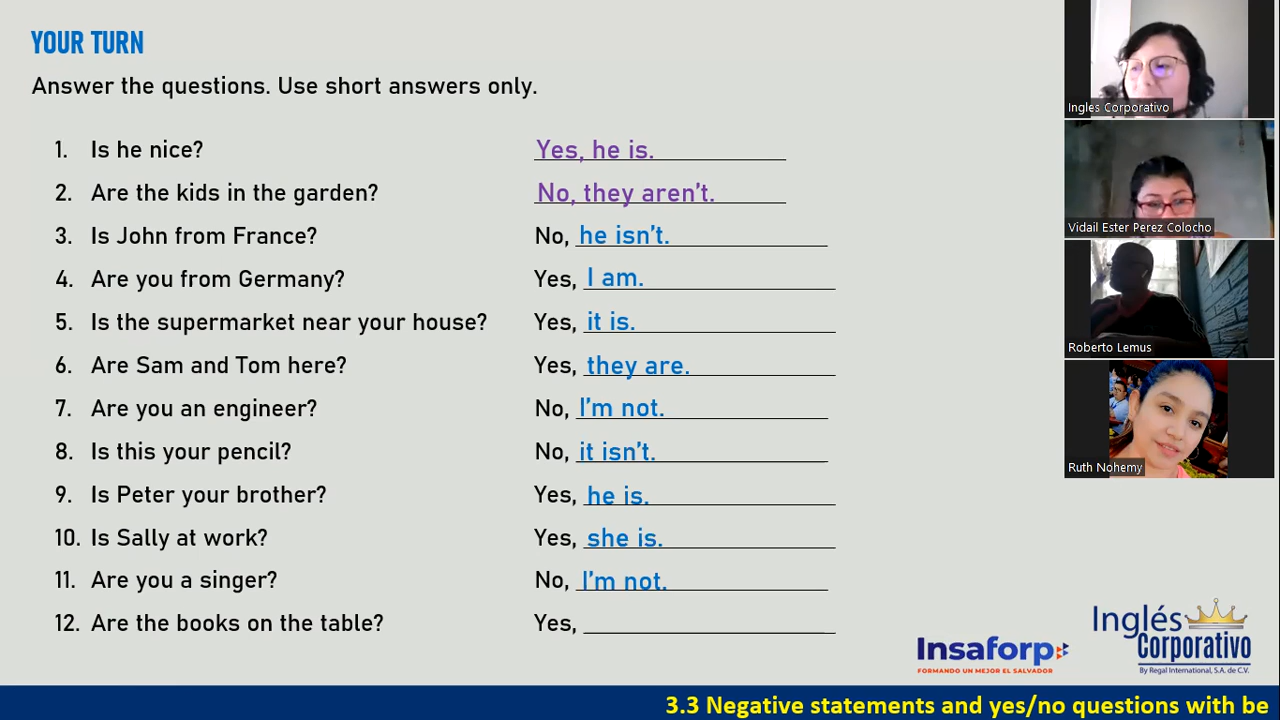 YOUR TURN
Answer the questions. Use short answers only.
1. Is he nice? Yes, he is.
2. Are the kids in the garden? No, they aren't.
3. Is John from France? No, he isn't.
4. Are you from Germany? Yes, I am.
5. Is the supermarket near your house? Yes, it is.
6. Are Sam and Tom here? Yes, they are.
7. Are you an engineer? No, I'm not.
8. Is this your pencil? No, it isn't.
9. Is Peter your brother? Yes, he is.
10. Is Sally at work? Yes, she is.
11. Are you a singer? No, I'm not.
12. Are the books on the table? Yes,
Ingles Corporativo
Vidail Ester Perez Colocho
Roberto Lemus
Ruth Nohemy
Insaforp
FORMANDO UN MEJOR EL SALVADOR
Inglés
Corporativo
By Regal International, S.A. de C.V.
3.3 Negative statements and yes/no questions with be